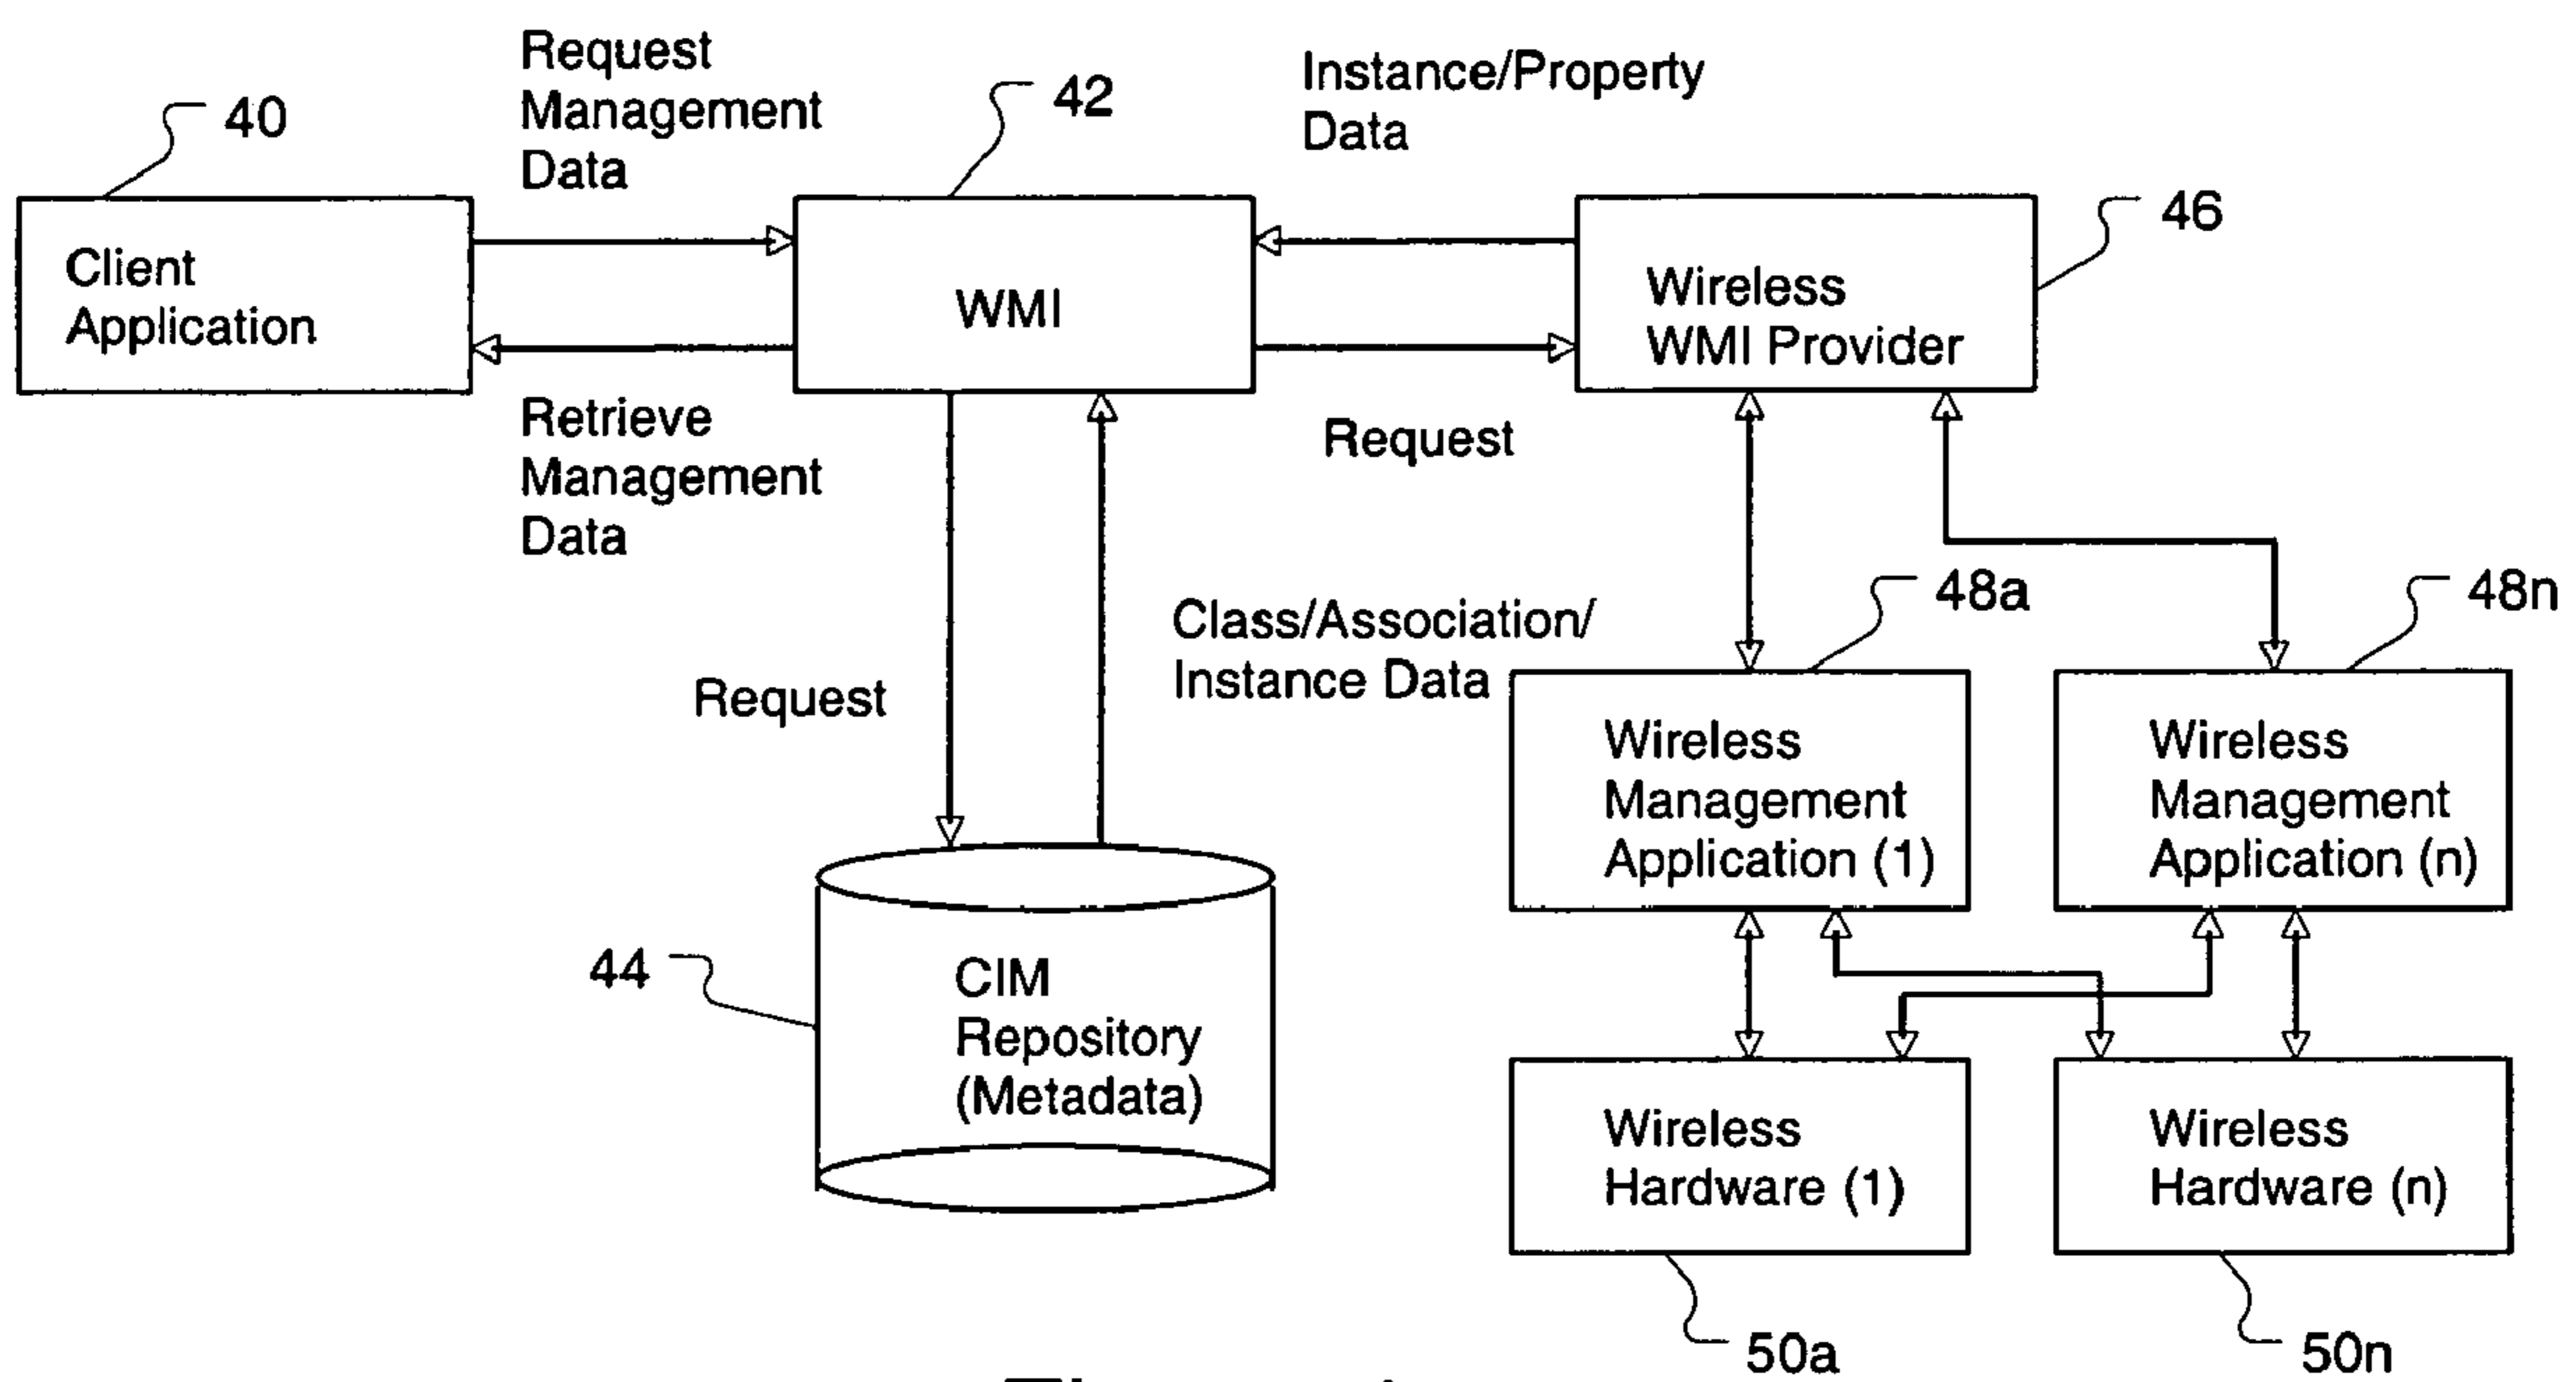 Request
Management
Data
40
42
Instance/Property
Data
46
Client
Application
WMI
Wireless
WMI Provider
Retrieve
Management
Data
Request
Request
Class/Association/
Instance Data
48a
48n
Wireless
Management
Application (1)
Wireless
Management
Application (n)
44
CIM
Repository
(Metadata)
Wireless
Hardware (1)
Wireless
Hardware (n)
50a
50n